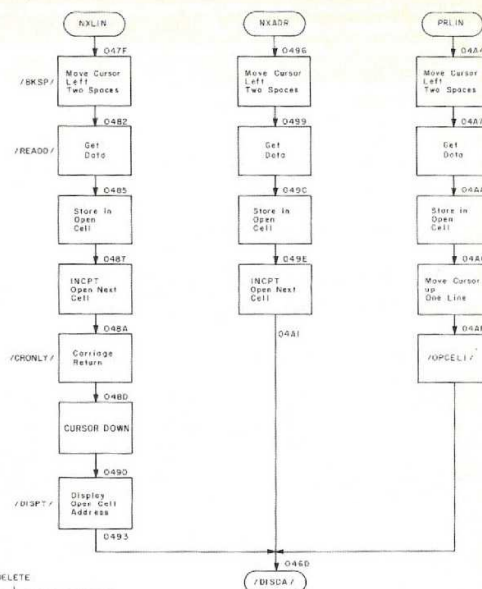 NXLIN
047F
/BKSP/
Move Cursor
Left
Two Spaces
0482
/READD/
Get
Data
0485
Store in
Open
Cell
0487
INCPT
Open Next
Cell
048A
/CRONLY/
Carriage
Return
048D
CURSOR DOWN
0490
/DISPT/
Display
Open Cell
Address
0493
NXADR
0496
Move Cursor
Left
Two Spaces
0499
Get
Data
049C
Store in
Open
Cell
049E
INCPT
Open Next
Cell
04A1
PRLIN
04A4
Move Cursor
Left
Two Spaces
Get
Data
Store in
Open
Cell
Move Cursor
up
One Line
/OPCEL1/
046D
/DISCA/